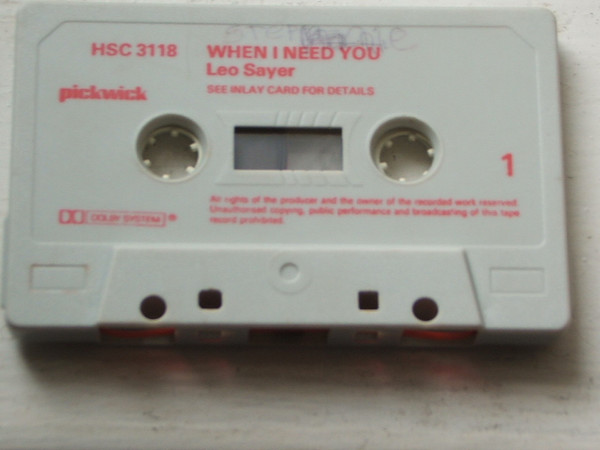 HSC 3118
WHEN I NEED YOU
Leo Sayer
pickwick
SEE INLAY CARD FOR DETAILS
1
All rights of the producer and the owner of the recorded work reserved.
Unauthorised copying, public performance and broadcasting of this tape
record prohibited.
DOLBY SYSTEM®